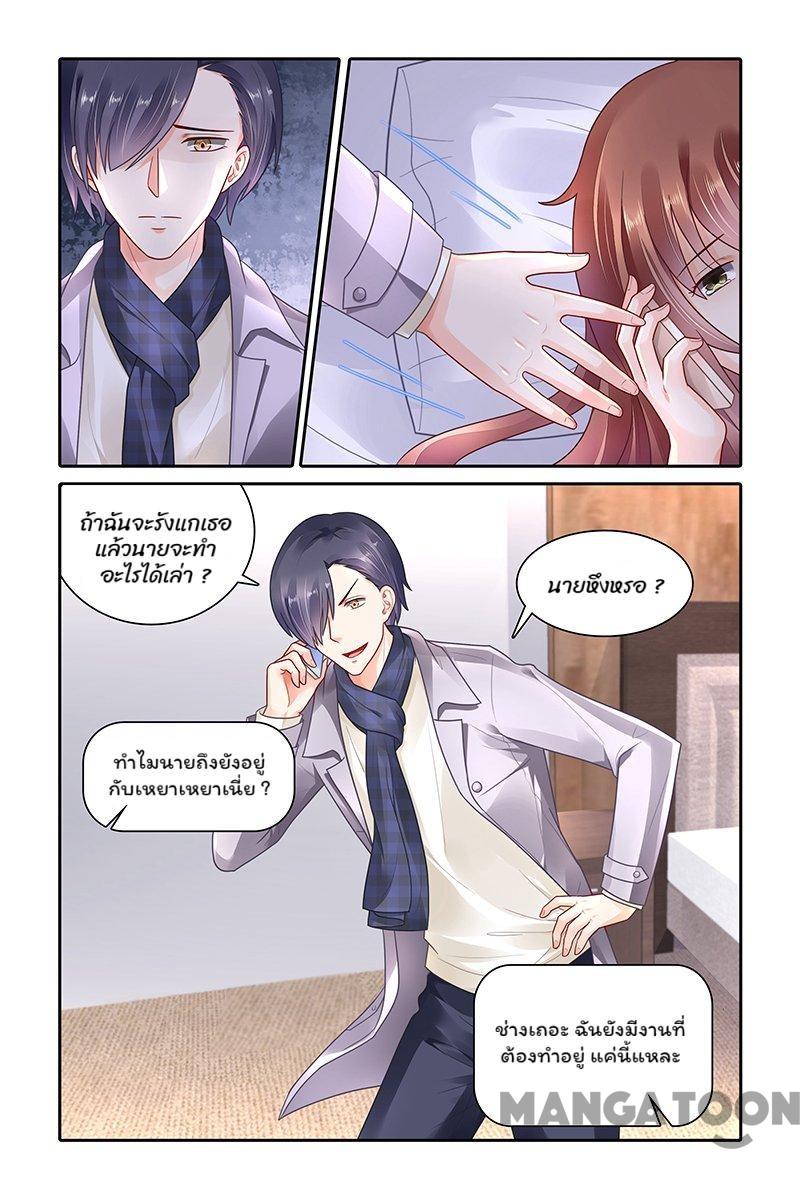 ถ้าฉันจะรังแกเธอ
แล้วนายจะทำ
อะไรได้เล่า ?
นายหึงหรอ ?
ทำไมนายถึงยังอยู่
กับเหยาเหยาเนี่ย ?
ช่างเถอะ ฉันยังมีงานที่
ต้องทำอยู่ แค่นี้แหละ
MANGATOON